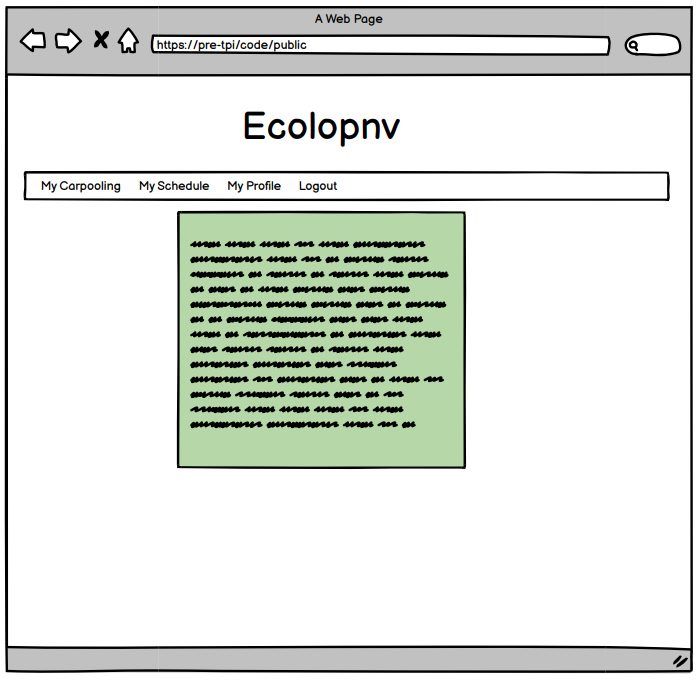 A Web Page
https://pre-tpi/code/public
Ecolopnv
My Carpooling My Schedule My Profile Logout